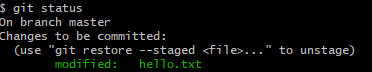 $ git status
On branch master
Changes to be committed:
  (use "git restore --staged <file>..." to unstage)
        modified:   hello.txt